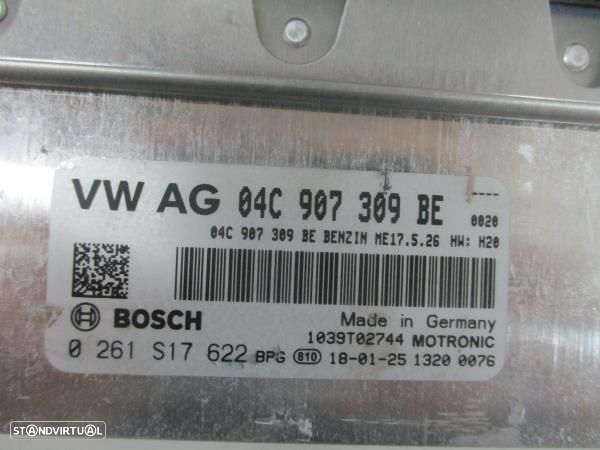 VW AG 04C 907 309 BE 0020
04C 907 309 BE BENZIN ME17.5.26 HW: H20
BOSCH
Made in Germany
1039T02744 MOTRONIC
0 261 S17 622 BPG 810 18-01-25 1320 0076
STANDVIRTUAL